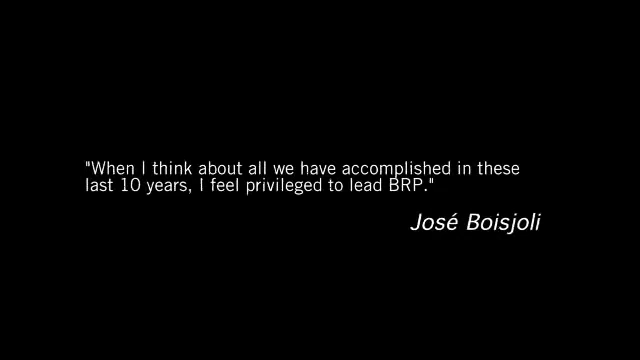 "When I think about all we have accomplished in these
last 10 years, I feel privileged to lead BRP."
José Boisjoli